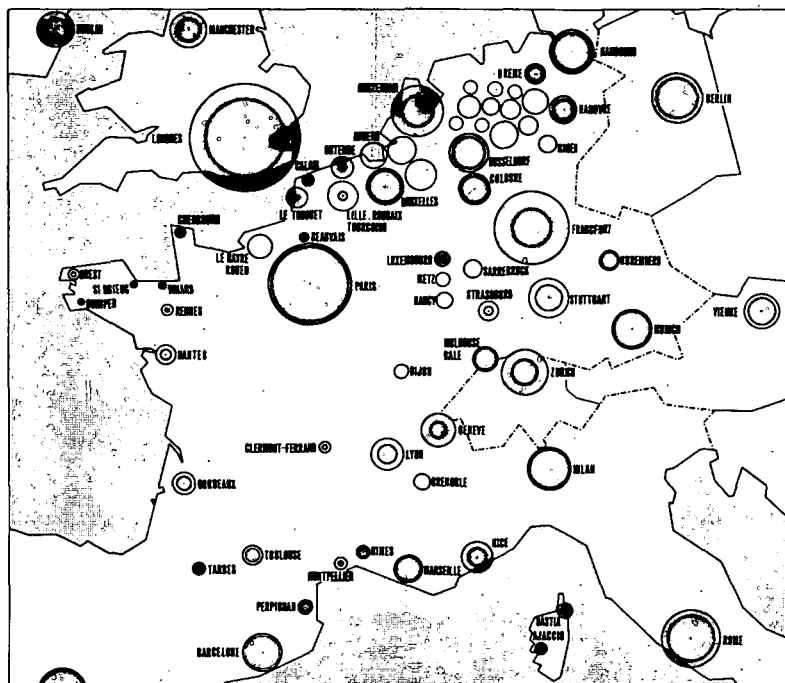 DUBLIN
MANCHESTER
HAMBOURG
BREME
BERLIN
AMSTERDAM
HANOVRE
LONDRES
ANVERS
OSTENDE
DUSSELDORF
CALAIS
COLOGNE
BRUXELLES
LE TOUQUET
LILLE. ROUBAIX
TOURCOING
CHERBOURG
FRANCFORT
BEAUVAIS
LE HAVRE
ROUEN
LUXEMBOURG
NUREMBERG
SARREBRUCK
BREST
METZ
ST BRIEUC
DINARD
PARIS
STRASBOURG
STUTTGART
QUIMPER
NANCY
RENNES
VIENNE
MUNICH
NANTES
MULHOUSE
BALE
DIJON
ZURICH
GENEVE
CLERMONT-FERRAND
LYON
MILAN
BORDEAUX
GRENOBLE
NICE
TOULOUSE
NIMES
TARBES
MONTPELLIER
MARSEILLE
PERPIGNAN
BASTIA
AJACCIO
ROME
BARCELONE